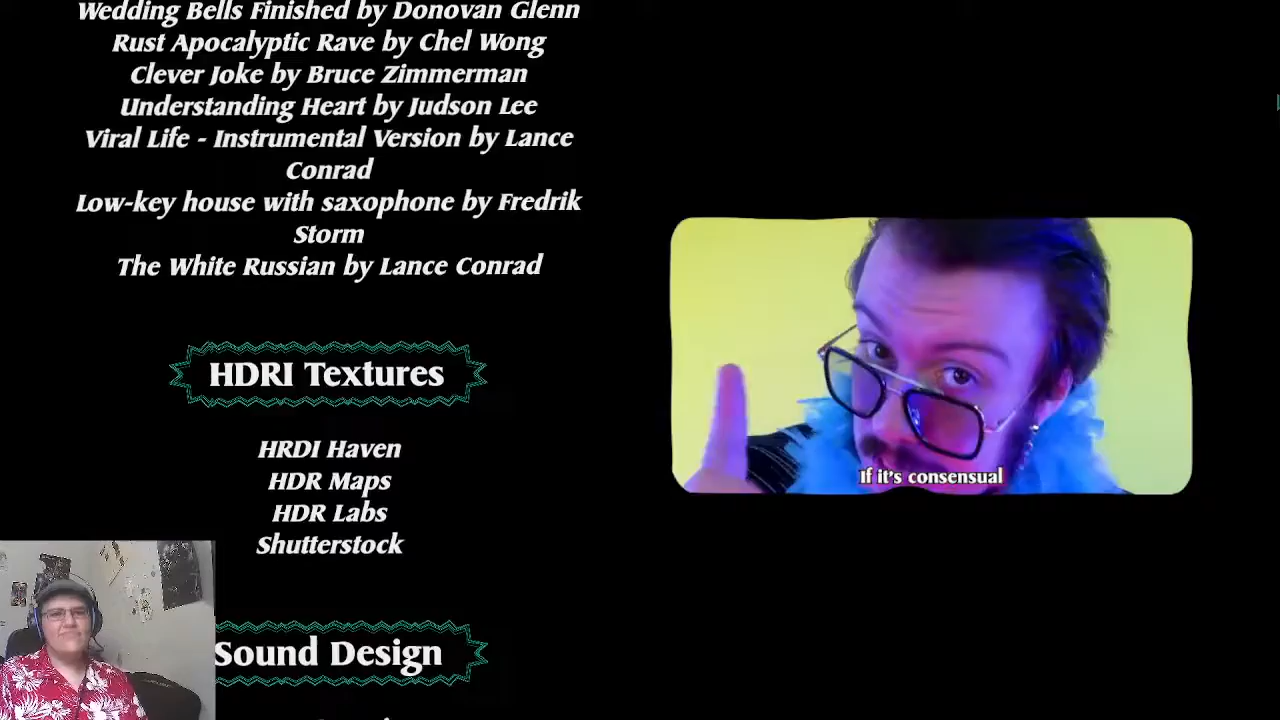 Wedding Bells Finished by Donovan Glenn
Rust Apocalyptic Rave by Chel Wong
Clever Joke by Bruce Zimmerman
Understanding Heart by Judson Lee
Viral Life - Instrumental Version by Lance
Conrad
Low-key house with saxophone by Fredrik
Storm
The White Russian by Lance Conrad
HDRI Textures
HRDI Haven
HDR Maps
HDR Labs
Shutterstock
If it's consensual
Sound Design